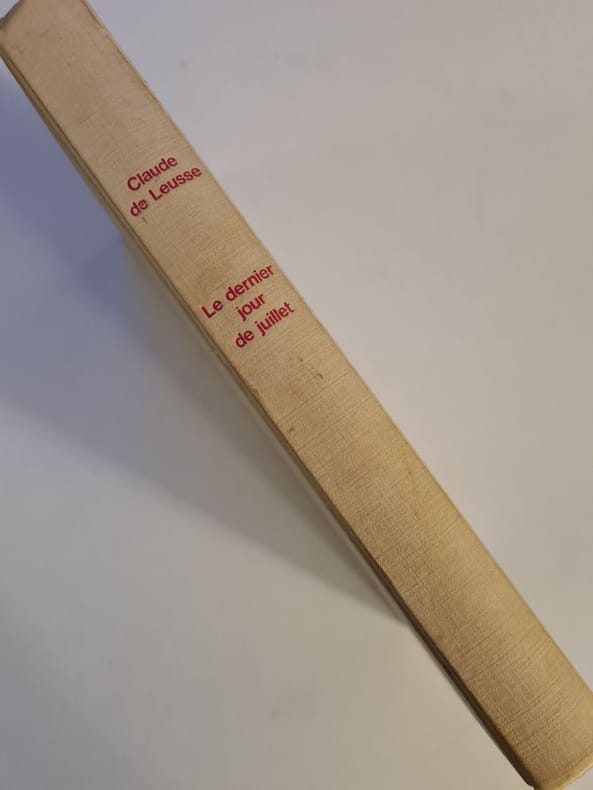 Claude
de Leusse
Le dernier
jour
de juillet